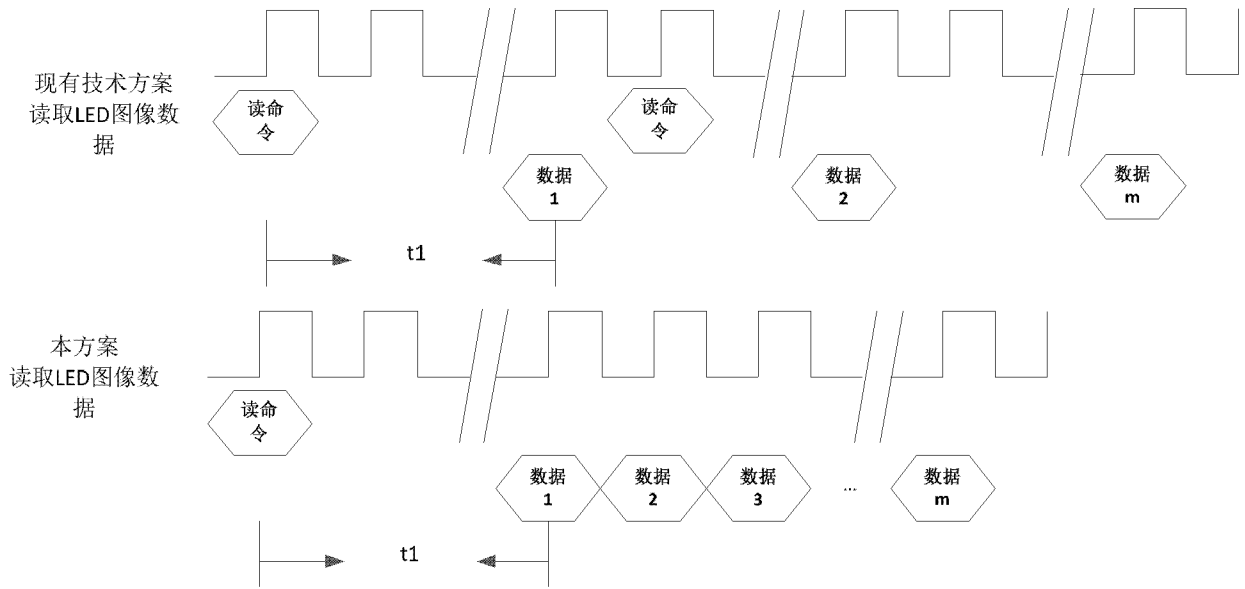 现有技术方案
读取LED图像数
据
读命
令
读命
令
数据
1
数据
2
数据
m
t1
本方案
读取LED图像数
据
读命
令
数据
1
数据
2
数据
3
...
数据
m
t1